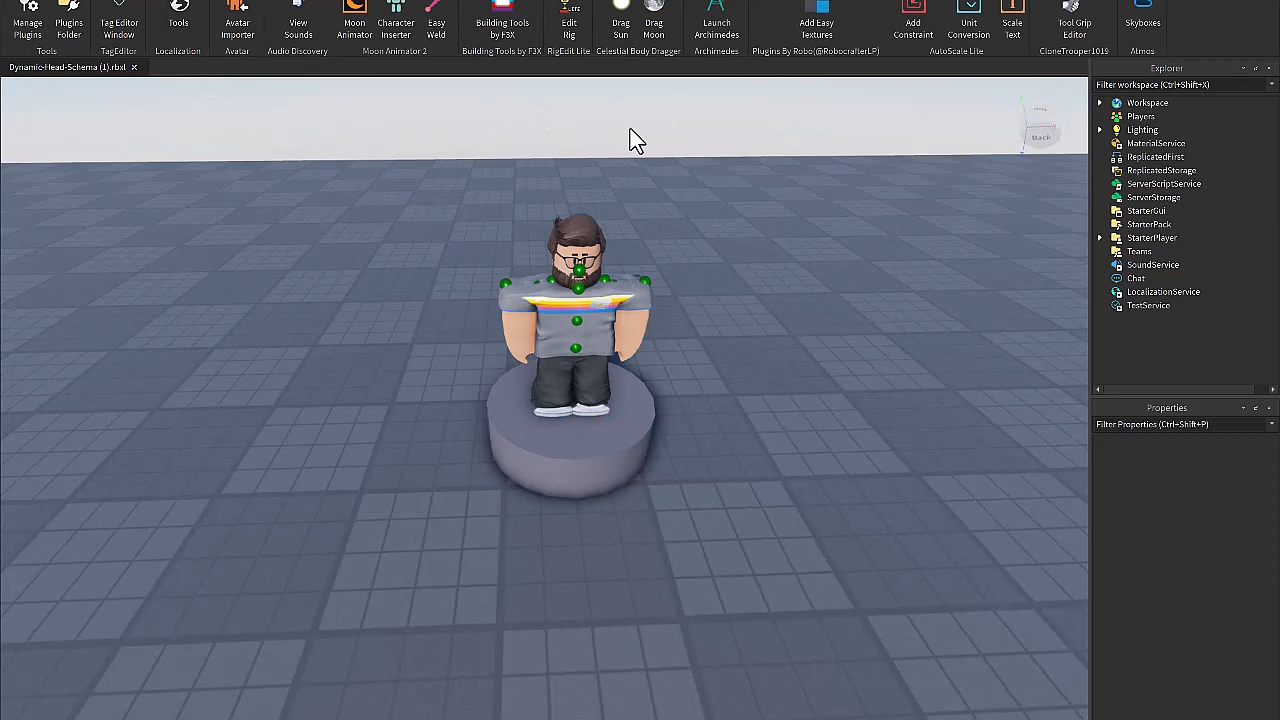 Manage Plugins Tag Editor Tools Avatar View Moon Character Easy Building Tools Edit Drag Drag Launch Add Easy Add Unit Scale Tool Grip Skyboxes
Plugins Folder Window Importer Sounds Animator Inserter Weld by F3X Rig Sun Moon Archimedes Textures Constraint Conversion Text Editor
Tools TagEditor Localization Avatar Audio Discovery Moon Animator 2 Building Tools by F3X RigEdit Lite Celestial Body Dragger Archimedes Plugins By Robo(@RobocrafterLP) AutoScale Lite CloneTrooper1019 Atmos
Dynamic-Head-Schema (1).rbxl
Back
Explorer
Filter workspace (Ctrl+Shift+X)
Workspace
Players
Lighting
MaterialService
ReplicatedFirst
ReplicatedStorage
ServerScriptService
ServerStorage
StarterGui
StarterPack
StarterPlayer
Teams
SoundService
Chat
LocalizationService
TestService
Properties
Filter Properties (Ctrl+Shift+P)